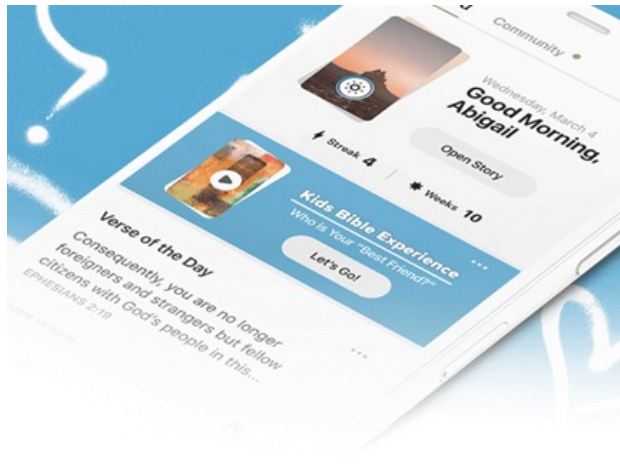 Community
Wednesday, March 4
Good Morning,
Abigail
Open Story
Streak 4
Weeks 10
Kids Bible Experience
Who Is Your "Best Friend?"
Let's Go!
Verse of the Day
Consequently, you are no longer
foreigners and strangers but fellow
citizens with God's people in this...
EPHESIANS 2:19